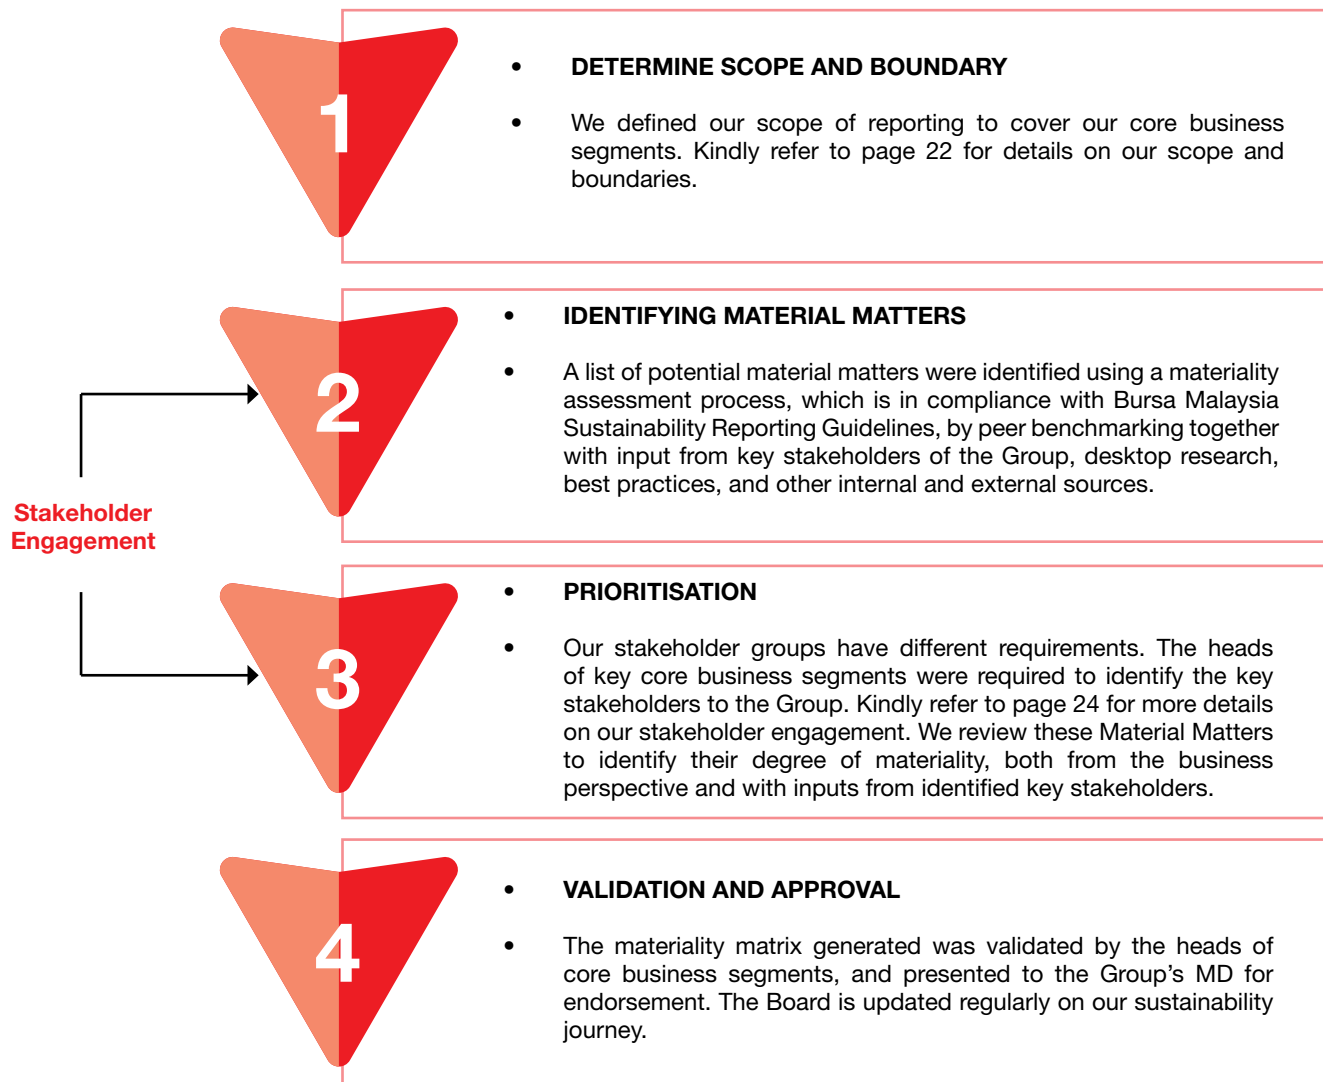 1
• DETERMINE SCOPE AND BOUNDARY
• We defined our scope of reporting to cover our core business
segments. Kindly refer to page 22 for details on our scope and
boundaries.
2
• IDENTIFYING MATERIAL MATTERS
• A list of potential material matters were identified using a materiality
assessment process, which is in compliance with Bursa Malaysia
Sustainability Reporting Guidelines, by peer benchmarking together
with input from key stakeholders of the Group, desktop research,
best practices, and other internal and external sources.
Stakeholder
Engagement
3
• PRIORITISATION
• Our stakeholder groups have different requirements. The heads
of key core business segments were required to identify the key
stakeholders to the Group. Kindly refer to page 24 for more details
on our stakeholder engagement. We review these Material Matters
to identify their degree of materiality, both from the business
perspective and with inputs from identified key stakeholders.
4
• VALIDATION AND APPROVAL
• The materiality matrix generated was validated by the heads of
core business segments, and presented to the Group’s MD for
endorsement. The Board is updated regularly on our sustainability
journey.